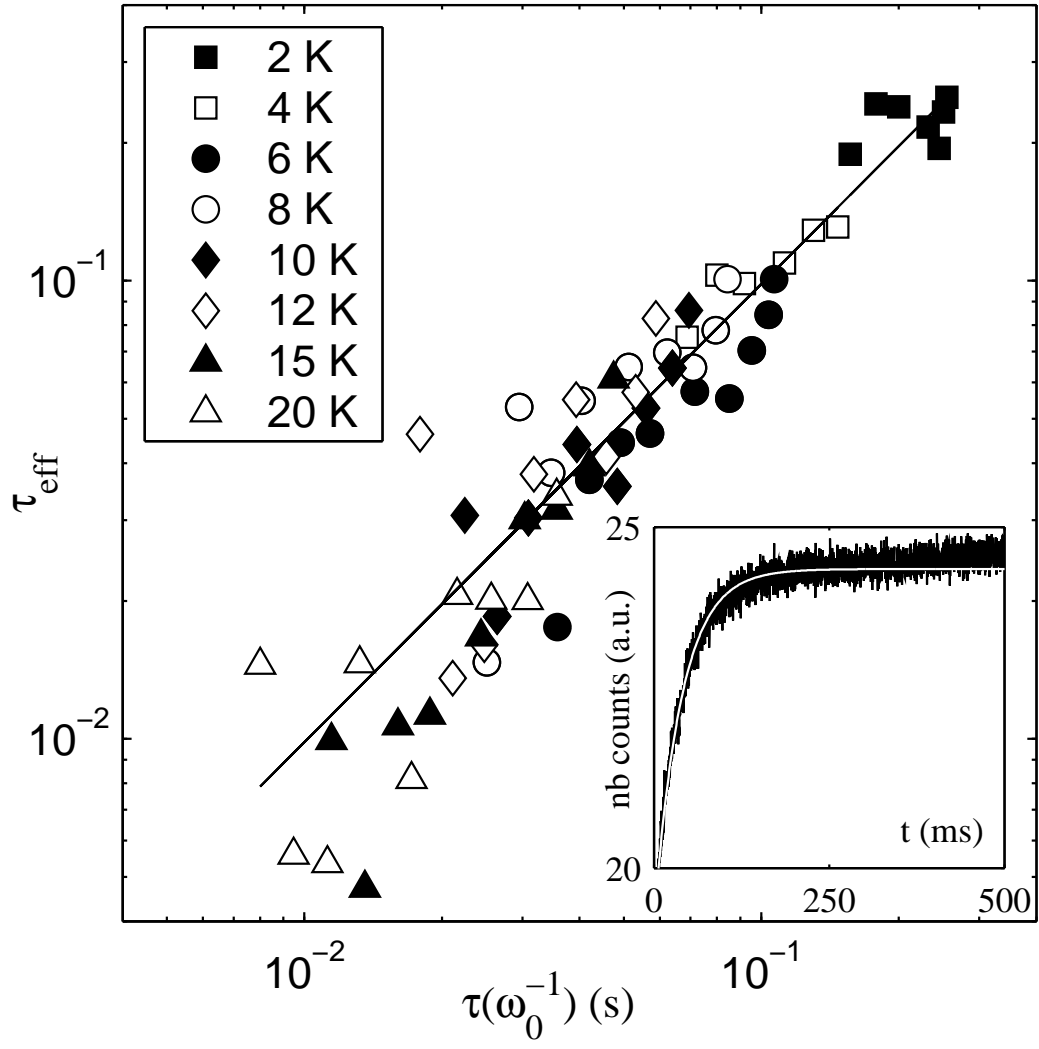 2 K
4 K
6 K
8 K
10 K
12 K
15 K
20 K
10⁻¹
10⁻²
τ_eff
10⁻² 10⁻¹
τ(ω₀⁻¹) (s)
25
20
nb counts (a.u.)
t (ms)
0 250 500